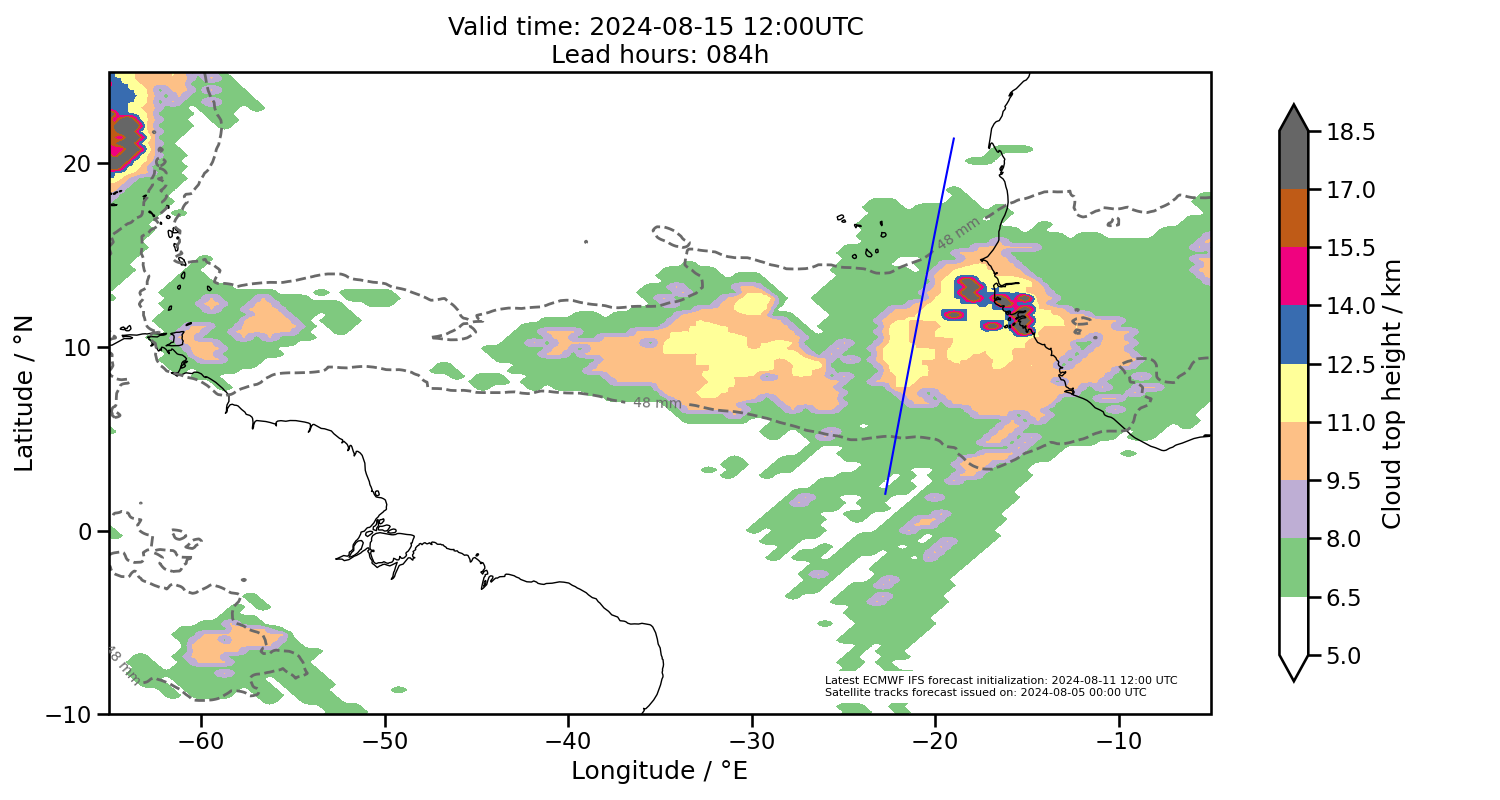 Valid time: 2024-08-15 12:00UTC
Lead hours: 084h
Latitude / °N
20
10
0
−10
48 mm
48 mm
48 mm
Latest ECMWF IFS forecast initialization: 2024-08-11 12:00 UTC
Satellite tracks forecast issued on: 2024-08-05 00:00 UTC
−60
−50
−40
−30
−20
−10
Longitude / °E
18.5
17.0
15.5
14.0
12.5
11.0
9.5
8.0
6.5
5.0
Cloud top height / km